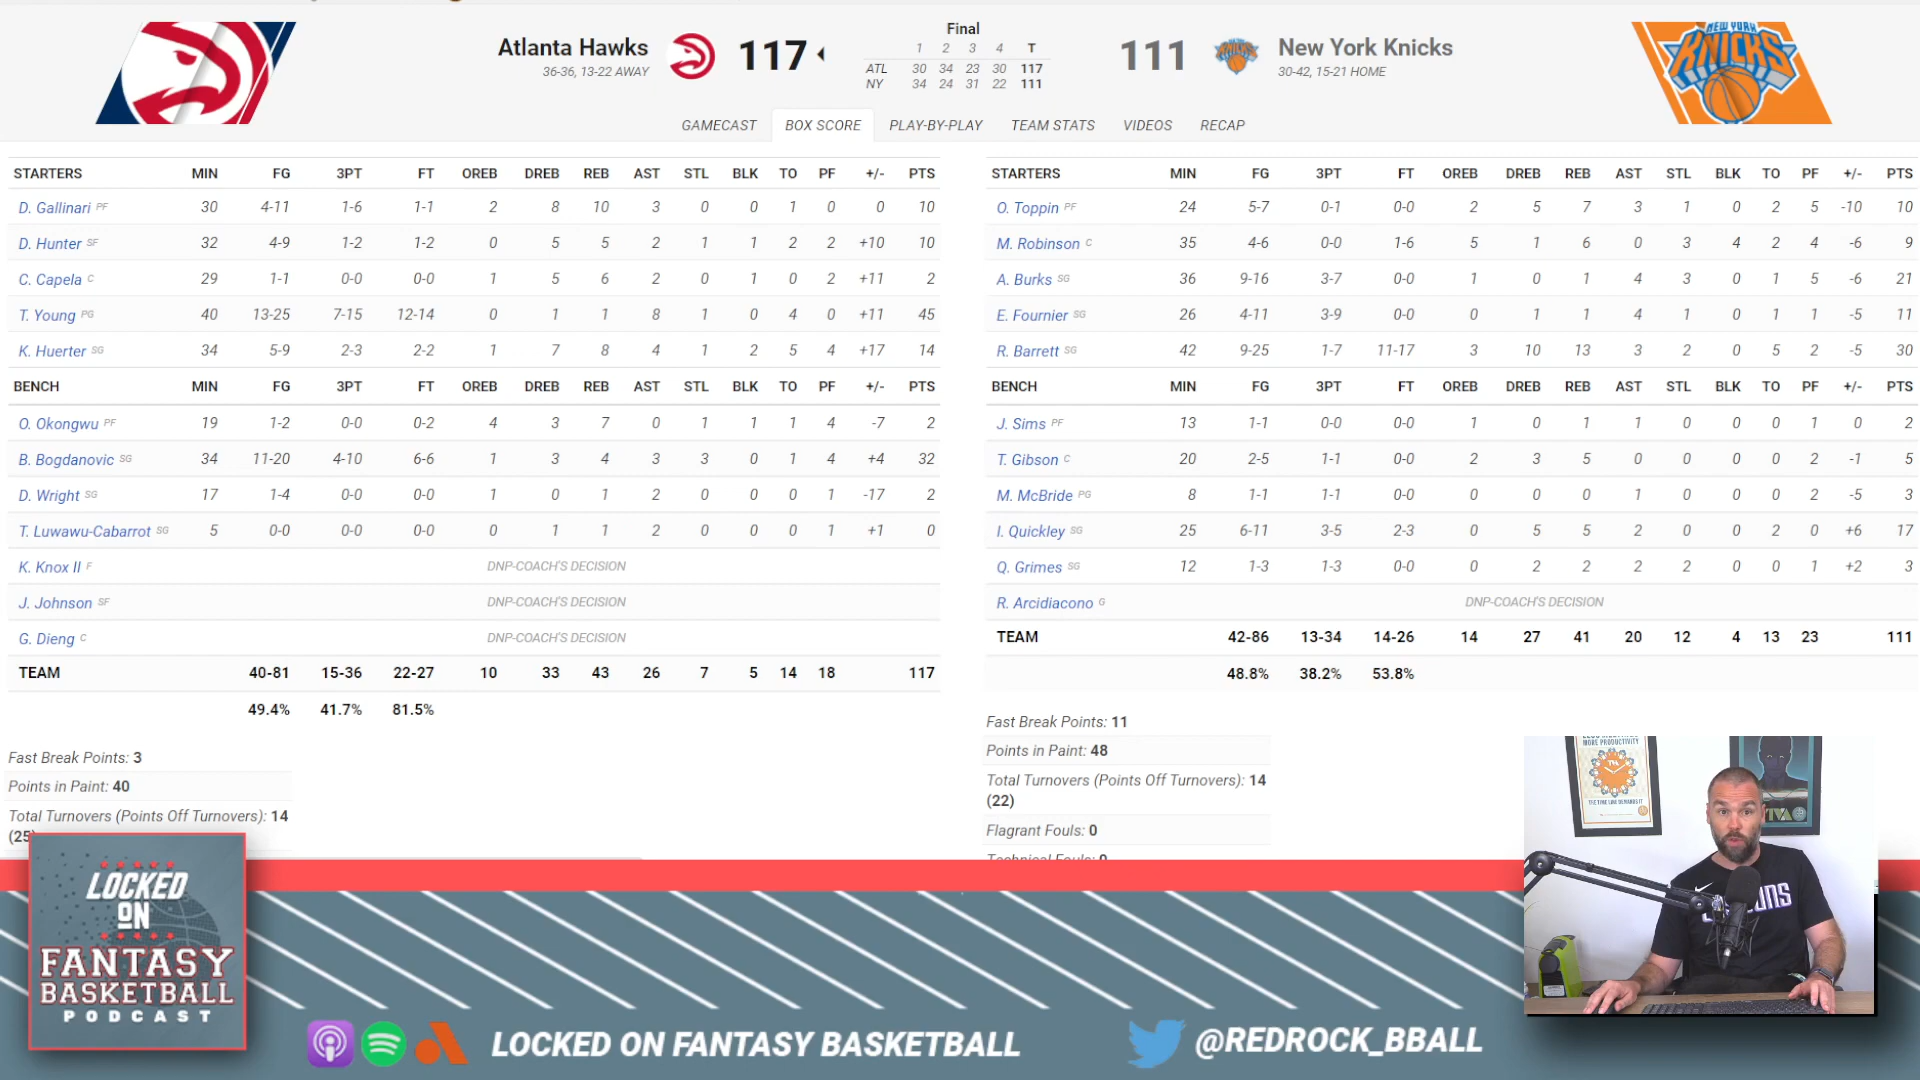 Final
Atlanta Hawks
36-36, 13-22 AWAY
117
1 2 3 4 T
ATL 30 34 23 30 117
NY 34 24 31 22 111
111
New York Knicks
30-42, 15-21 HOME
NEW YORK
KNICKS
GAMECAST BOX SCORE PLAY-BY-PLAY TEAM STATS VIDEOS RECAP
STARTERS MIN FG 3PT FT OREB DREB REB AST STL BLK TO PF +/- PTS
D. Gallinari PF 30 4-11 1-6 1-1 2 8 10 3 0 0 1 0 0 10
D. Hunter SF 32 4-9 1-2 1-2 0 5 5 2 1 1 2 2 +10 10
C. Capela C 29 1-1 0-0 0-0 1 5 6 2 0 1 0 2 +11 2
T. Young PG 40 13-25 7-15 12-14 0 1 1 8 1 0 4 0 +11 45
K. Huerter SG 34 5-9 2-3 2-2 1 7 8 4 1 2 5 4 +17 14
BENCH MIN FG 3PT FT OREB DREB REB AST STL BLK TO PF +/- PTS
O. Okongwu PF 19 1-2 0-0 0-2 4 3 7 0 1 1 1 4 -7 2
B. Bogdanovic SG 34 11-20 4-10 6-6 1 3 4 3 3 0 1 4 +4 32
D. Wright SG 17 1-4 0-0 0-0 1 0 1 2 0 0 0 1 -17 2
T. Luwawu-Cabarrot SG 5 0-0 0-0 0-0 0 1 1 2 0 0 0 1 +1 0
K. Knox II F DNP-COACH'S DECISION
J. Johnson SF DNP-COACH'S DECISION
G. Dieng C DNP-COACH'S DECISION
TEAM 40-81 15-36 22-27 10 33 43 26 7 5 14 18 117
49.4% 41.7% 81.5%
Fast Break Points: 3
Points in Paint: 40
Total Turnovers (Points Off Turnovers): 14
(25
STARTERS MIN FG 3PT FT OREB DREB REB AST STL BLK TO PF +/- PTS
O. Toppin PF 24 5-7 0-1 0-0 2 5 7 3 1 0 2 5 -10 10
M. Robinson C 35 4-6 0-0 1-6 5 1 6 0 3 4 2 4 -6 9
A. Burks SG 36 9-16 3-7 0-0 1 0 1 4 3 0 1 5 -6 21
E. Fournier SG 26 4-11 3-9 0-0 0 1 1 4 1 0 1 1 -5 11
R. Barrett SG 42 9-25 1-7 11-17 3 10 13 3 2 0 5 2 -5 30
BENCH MIN FG 3PT FT OREB DREB REB AST STL BLK TO PF +/- PTS
J. Sims PF 13 1-1 0-0 0-0 1 0 1 1 0 0 0 1 0 2
T. Gibson C 20 2-5 1-1 0-0 2 3 5 0 0 0 0 2 -1 5
M. McBride PG 8 1-1 1-1 0-0 0 0 0 1 0 0 0 2 -5 3
I. Quickley SG 25 6-11 3-5 2-3 0 5 5 2 0 0 2 0 +6 17
Q. Grimes SG 12 1-3 1-3 0-0 0 2 2 2 2 0 0 1 +2 3
R. Arcidiacono G DNP-COACH'S DECISION
TEAM 42-86 13-34 14-26 14 27 41 20 12 4 13 23 111
48.8% 38.2% 53.8%
Fast Break Points: 11
Points in Paint: 48
Total Turnovers (Points Off Turnovers): 14
(22)
Flagrant Fouls: 0
Technical Fouls: 0
MORE PRODUCTIVITY
TVA
LOCKED
ON
FANTASY
BASKETBALL
PODCAST
LOCKED ON FANTASY BASKETBALL
@REDROCK_BBALL